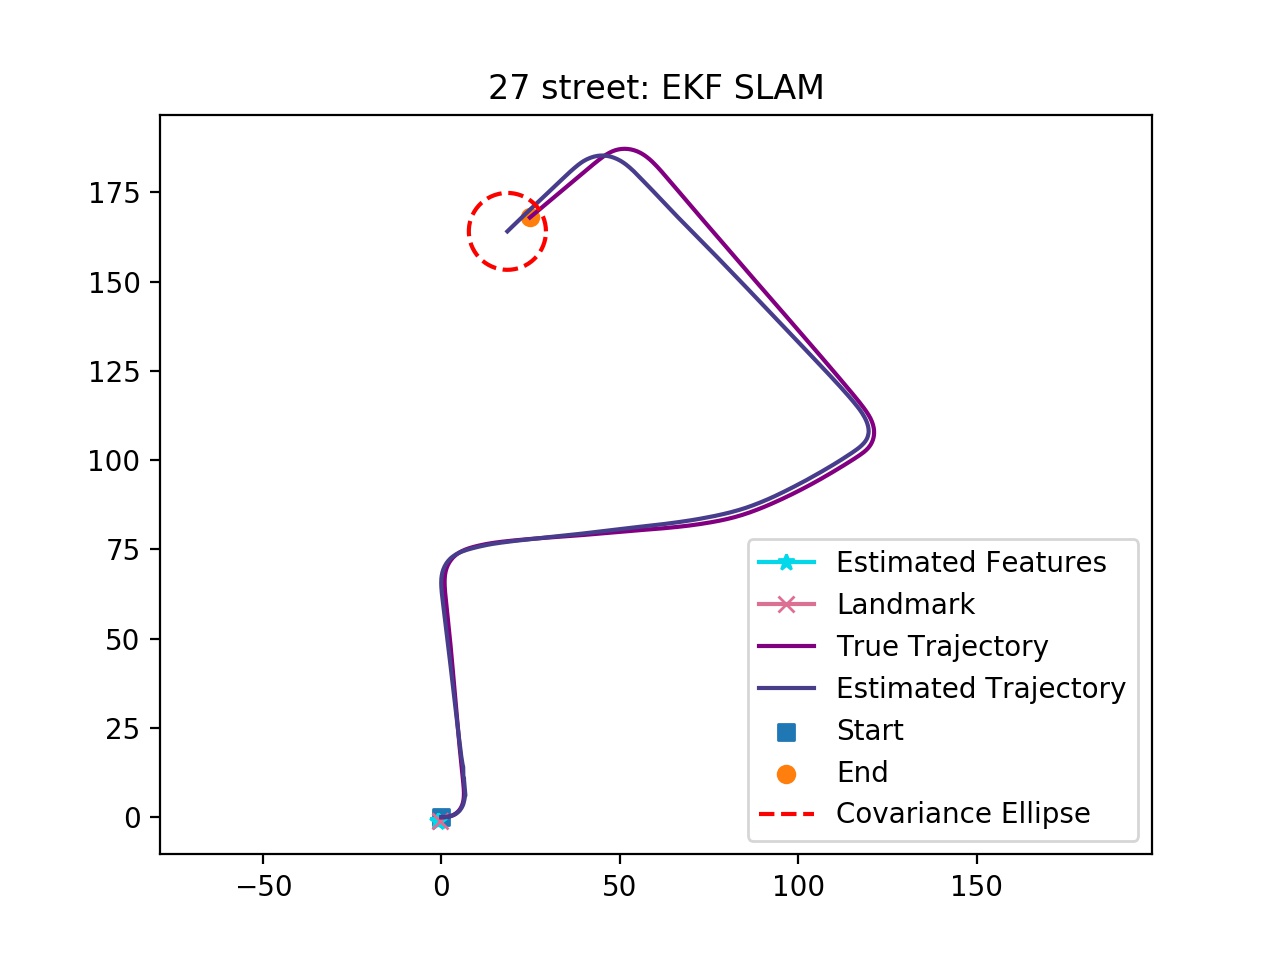 27 street: EKF SLAM
175
150
125
100
75
50
25
0
−50
0
50
100
150
Estimated Features
Landmark
True Trajectory
Estimated Trajectory
Start
End
Covariance Ellipse